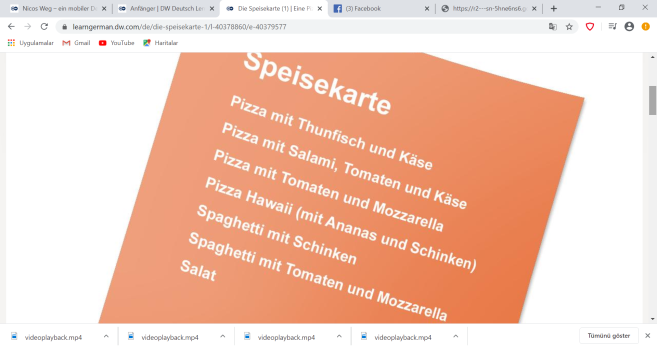 Nicos Weg – ein mobiler De
Anfänger | DW Deutsch Ler
Die Speisekarte (1) | Eine P
(3) Facebook
https://r2---sn-5hne6ns6.g
learngerman.dw.com/de/die-speisekarte-1/l-40378860/e-40379577
Uygulamalar
Gmail
YouTube
Haritalar
Speisekarte
Pizza mit Thunfisch und Käse
Pizza mit Salami, Tomaten und Käse
Pizza mit Tomaten und Mozzarella
Pizza Hawaii (mit Ananas und Schinken)
Spaghetti mit Schinken
Spaghetti mit Tomaten und Mozzarella
Salat
videoplayback.mp4
videoplayback.mp4
videoplayback.mp4
videoplayback.mp4
Tümünü göster